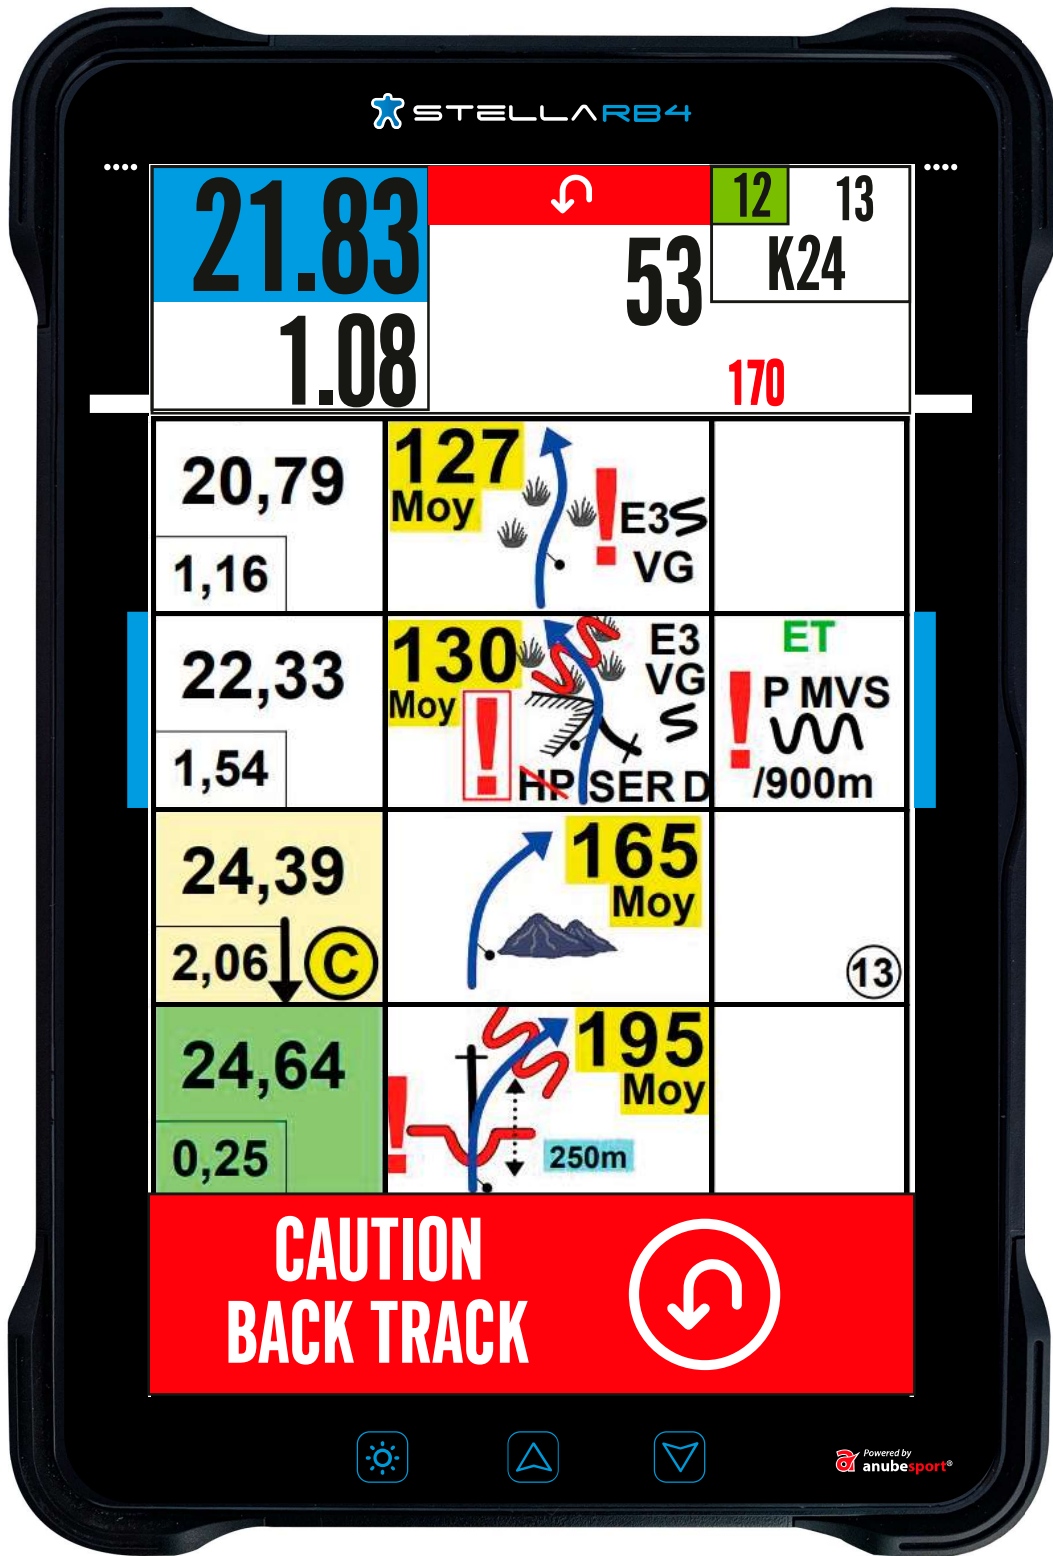 STELLARB4
21.83
12 13
53
K24
1.08
170
20,79
1,16
127
Moy
E3
VG
22,33
1,54
130
Moy
E3
VG
HP SER D
ET
P MVS
/900m
24,39
2,06
C
165
Moy
13
24,64
0,25
195
Moy
250m
CAUTION
BACK TRACK
Powered by
anubesport®